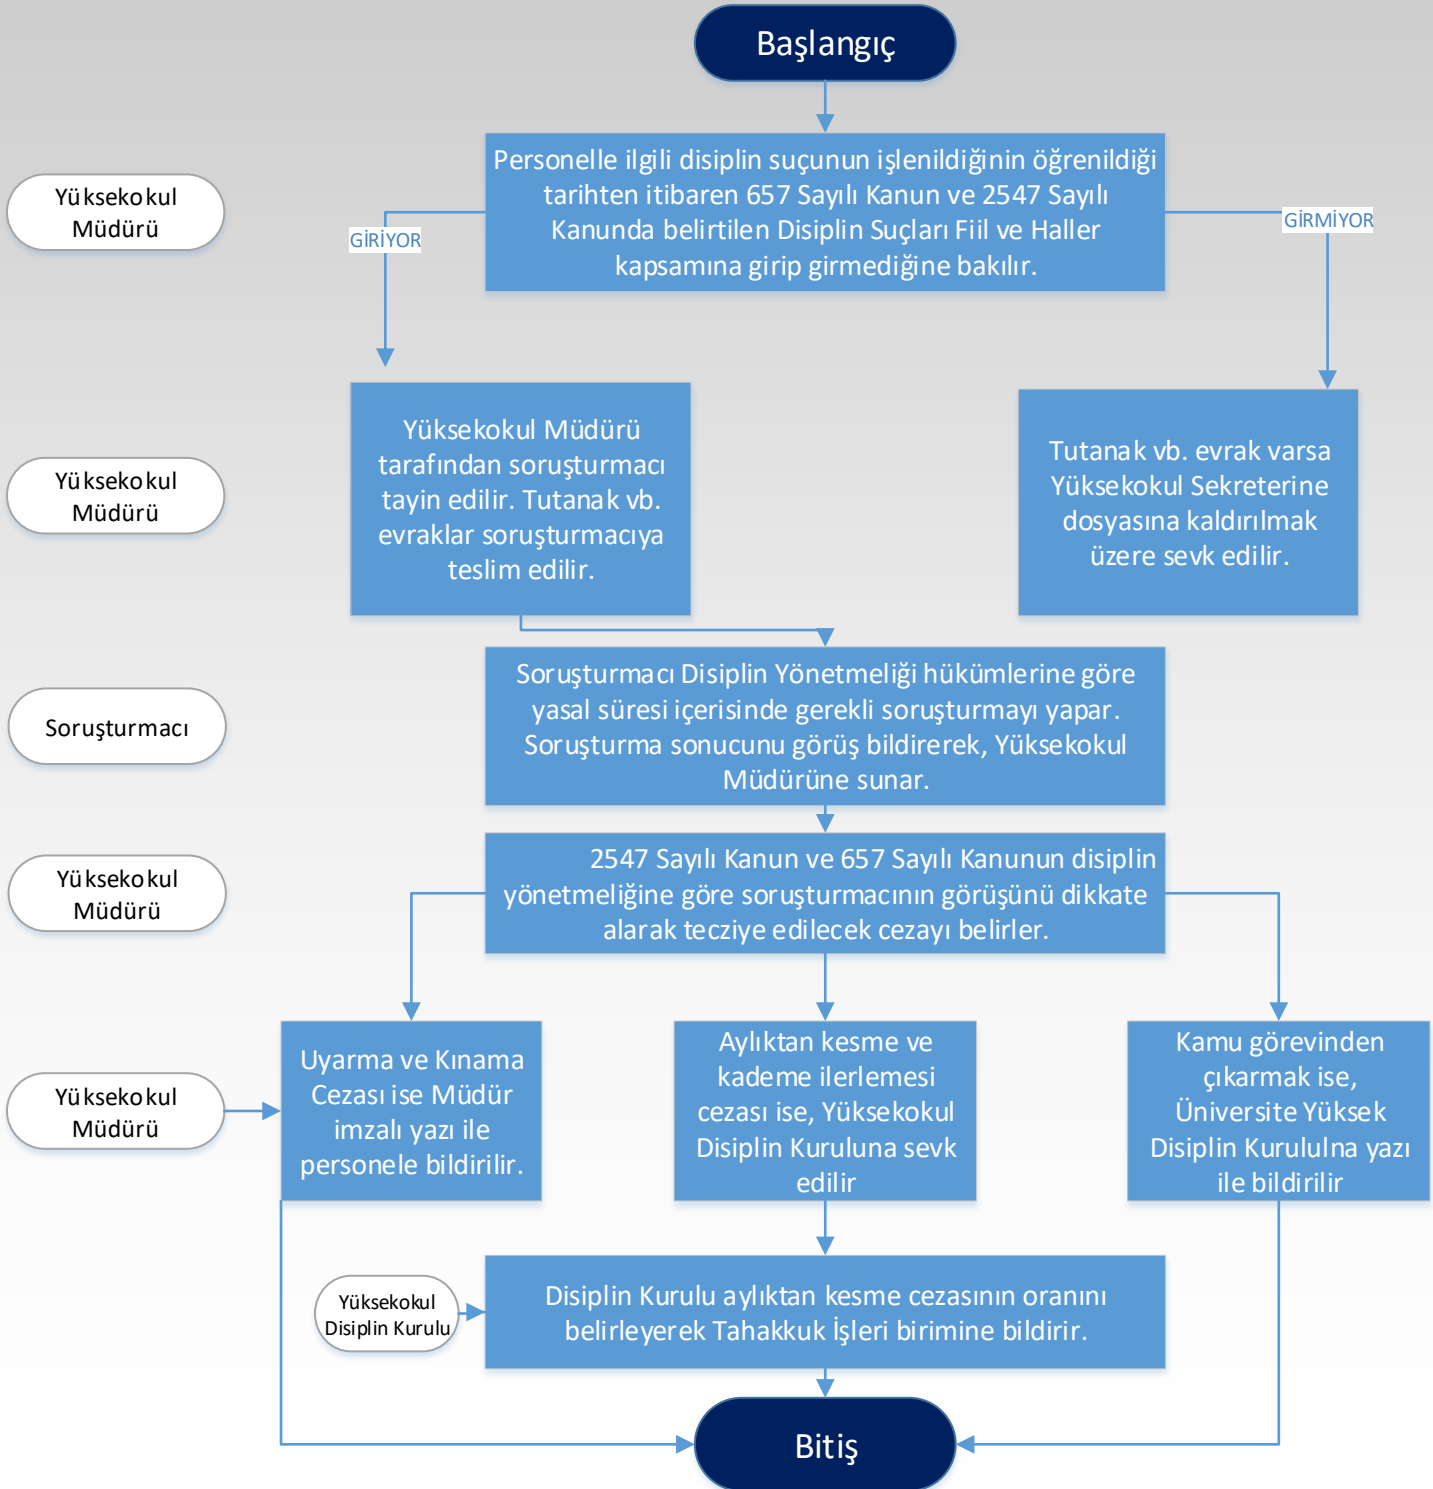 Başlangıç
Yüksekokul
Müdürü
Personelle ilgili disiplin suçunun işlenildiğinin öğrenildiği
tarihten itibaren 657 Sayılı Kanun ve 2547 Sayılı
Kanunda belirtilen Disiplin Suçları Fiil ve Haller
kapsamına girip girmediğine bakılır.
GİRİYOR
GİRMİYOR
Yüksekokul
Müdürü
Yüksekokul Müdürü
tarafından soruşturmacı
tayin edilir. Tutanak vb.
evraklar soruşturmacıya
teslim edilir.
Tutanak vb. evrak varsa
Yüksekokul Sekreterine
dosyasına kaldırılmak
üzere sevk edilir.
Soruşturmacı
Soruşturmacı Disiplin Yönetmeliği hükümlerine göre
yasal süresi içerisinde gerekli soruşturmayı yapar.
Soruşturma sonucunu görüş bildirerek, Yüksekokul
Müdürüne sunar.
Yüksekokul
Müdürü
2547 Sayılı Kanun ve 657 Sayılı Kanunun disiplin
yönetmeliğine göre soruşturmacının görüşünü dikkate
alarak tecziye edilecek cezayı belirler.
Yüksekokul
Müdürü
Uyarma ve Kınama
Cezası ise Müdür
imzalı yazı ile
personele bildirilir.
Aylıktan kesme ve
kademe ilerlemesi
cezası ise, Yüksekokul
Disiplin Kuruluna sevk
edilir
Kamu görevinden
çıkarmak ise,
Üniversite Yüksek
Disiplin Kurululna yazı
ile bildirilir
Yüksekokul
Disiplin Kurulu
Disiplin Kurulu aylıktan kesme cezasının oranını
belirleyerek Tahakkuk İşleri birimine bildirir.
Bitiş